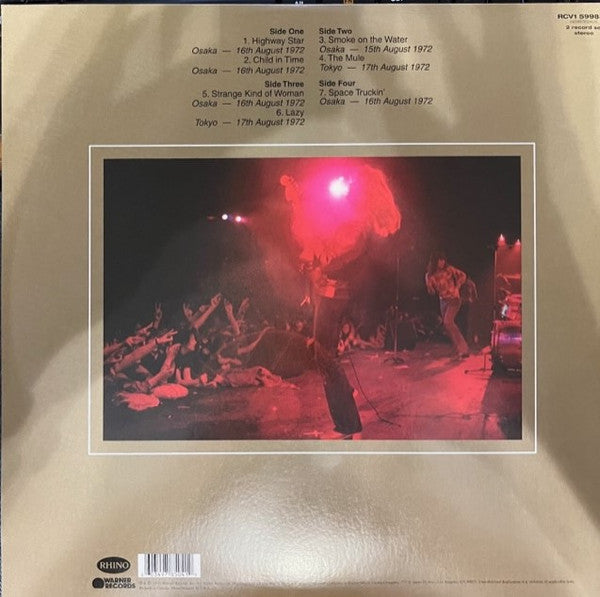 Side One
1. Highway Star
Osaka — 16th August 1972
2. Child in Time
Osaka — 16th August 1972
Side Two
3. Smoke on the Water
Osaka — 15th August 1972
4. The Mule
Tokyo — 17th August 1972
Side Three
5. Strange Kind of Woman
Osaka — 16th August 1972
6. Lazy
Tokyo — 17th August 1972
Side Four
7. Space Truckin'
Osaka — 16th August 1972
RCV1 5998
2 record se
stereo
RHINO
WARNER
RECORDS